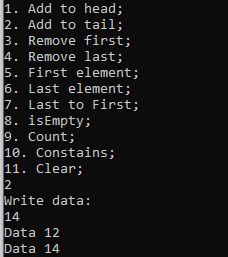 1. Add to head;
2. Add to tail;
3. Remove first;
4. Remove last;
5. First element;
6. Last element;
7. Last to First;
8. isEmpty;
9. Count;
10. Constains;
11. Clear;
2
Write data:
14
Data 12
Data 14